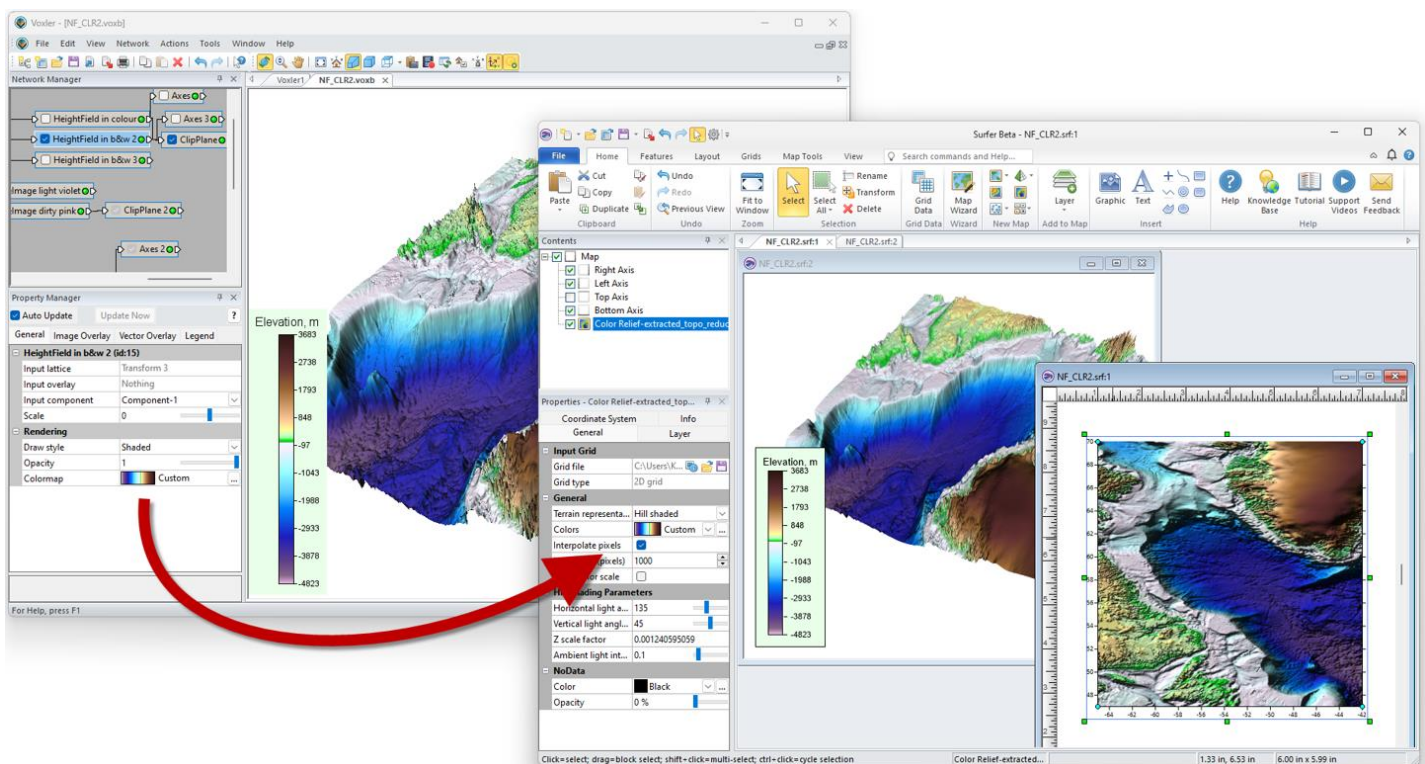 Voxler - [NF_CLR2.voxb]
File Edit View Network Actions Tools Window Help
Network Manager
Voxler1 NF_CLR2.voxb
Axes
HeightField in colour
Axes 3
HeightField in b&w 2
ClipPlane
HeightField in b&w 3
Image light violet
Image dirty pink
ClipPlane 2
Axes 2
Property Manager
Auto Update Update Now ?
General Image Overlay Vector Overlay Legend
HeightField in b&w 2 (id:15)
Input lattice Transform 3
Input overlay Nothing
Input component Component-1
Scale 0
Rendering
Draw style Shaded
Opacity 1
Colormap Custom ...
For Help, press F1
Elevation, m
3683
2738
1793
848
-97
-1043
-1988
-2933
-3878
-4823
Surfer Beta - NF_CLR2.srf:1
File Home Features Layout Grids Map Tools View Search commands and Help...
Paste
Cut
Copy
Duplicate
Clipboard
Undo
Redo
Previous View
Undo
Fit to Window
Zoom
Select
Select All
Rename
Transform
Delete
Selection
Grid Data
Grid Data
Map Wizard
Wizard
New Map
Layer
Add to Map
Graphic
Text
Insert
Help
Knowledge Base
Tutorial
Support Videos
Send Feedback
Help
Contents
Map
Right Axis
Left Axis
Top Axis
Bottom Axis
Color Relief-extracted_topo_reduc
NF_CLR2.srf:1 NF_CLR2.srf:2
NF_CLR2.srf:2
Elevation, m
3683
2738
1793
848
-97
-1043
-1988
-2933
-3878
-4823
Properties - Color Relief-extracted_top...
Coordinate System Info
General Layer
Input Grid
Grid file C:\Users\K...
Grid type 2D grid
General
Terrain representa... Hill shaded
Colors Custom ...
Interpolate pixels
pixels) 1000
or scale
Parameters
Horizontal light a... 135
Vertical light angl... 45
Z scale factor 0.001240595059
Ambient light int... 0.1
NoData
Color Black ...
Opacity 0 %
NF_CLR2.srf:1
70
68
66
64
62
60
58
56
54
52
50
48
-64 -62 -60 -58 -56 -54 -52 -50 -48 -46 -44 -42
Click=select; drag=block select; shift+click=multi-select; ctrl+click=cycle selection
Color Relief-extracted...
1.33 in, 6.53 in
6.00 in x 5.99 in